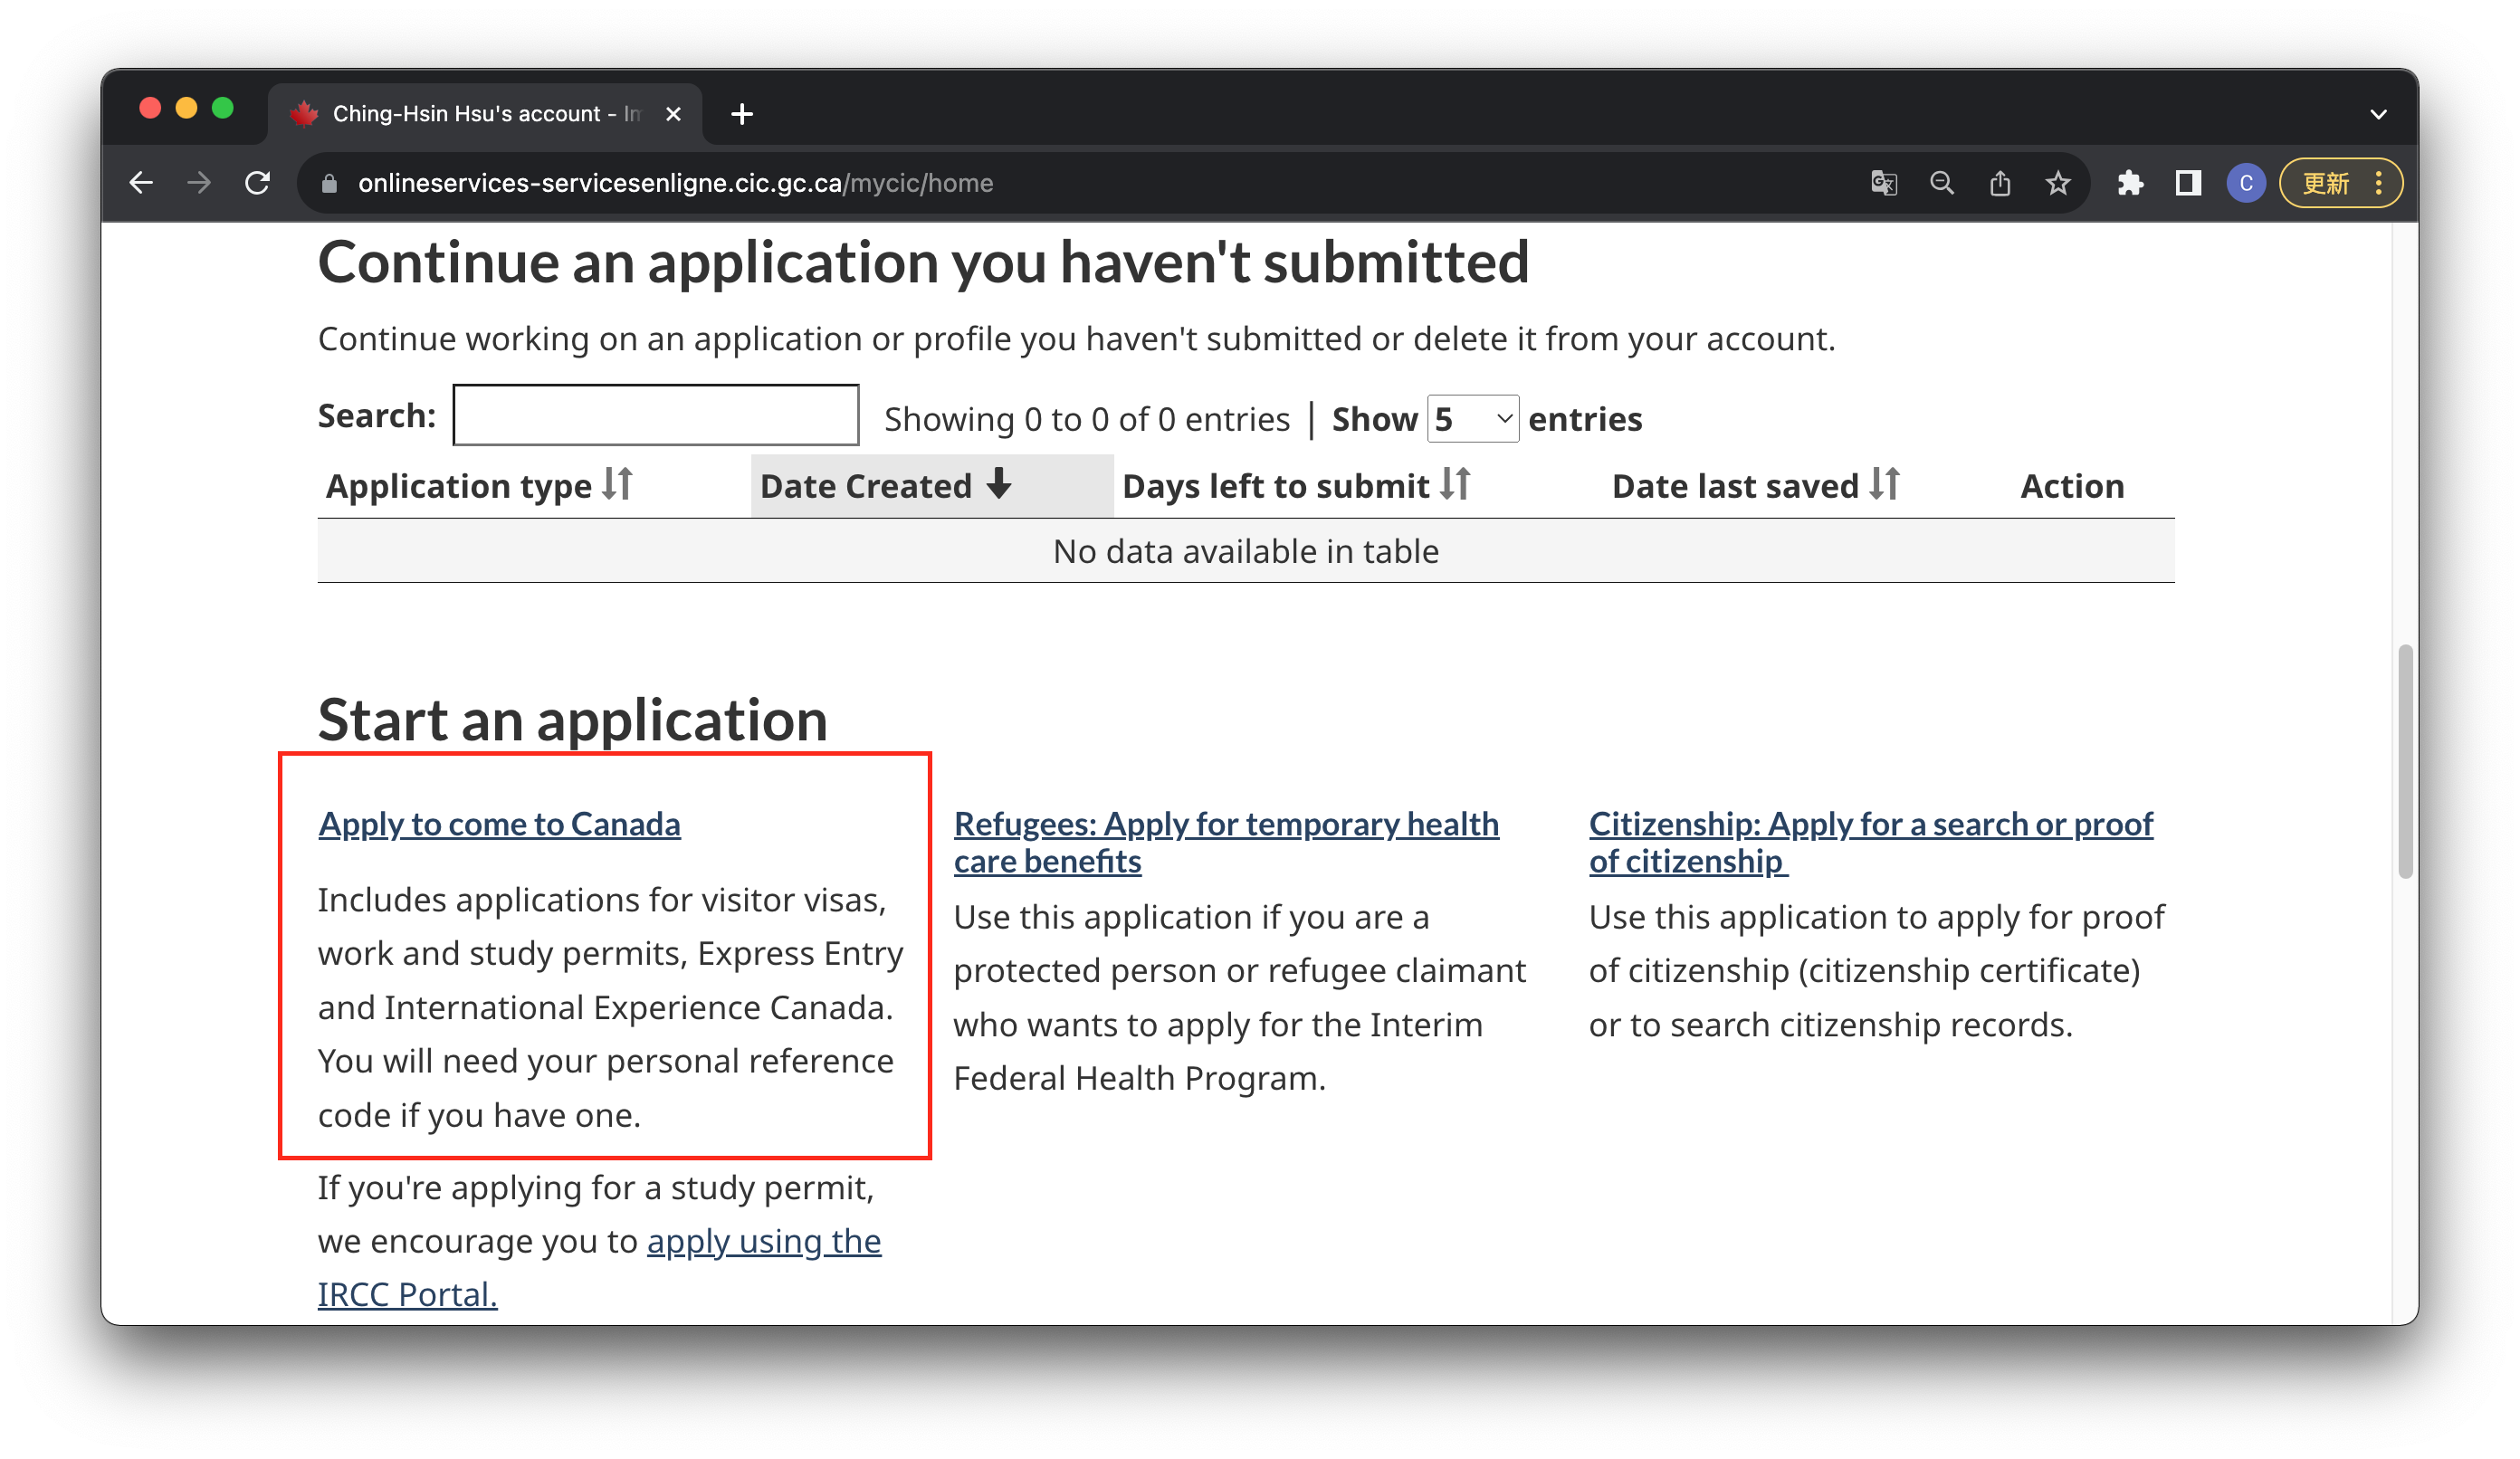 Ching-Hsin Hsu's account - Im
onlineservices-servicesenligne.cic.gc.ca/mycic/home
C
更新
Continue an application you haven't submitted
Continue working on an application or profile you haven't submitted or delete it from your account.
Search: Showing 0 to 0 of 0 entries | Show 5 entries
Application type Date Created Days left to submit Date last saved Action
No data available in table
Start an application
Apply to come to Canada
Includes applications for visitor visas,
work and study permits, Express Entry
and International Experience Canada.
You will need your personal reference
code if you have one.
If you're applying for a study permit,
we encourage you to apply using the
IRCC Portal.
Refugees: Apply for temporary health
care benefits
Use this application if you are a
protected person or refugee claimant
who wants to apply for the Interim
Federal Health Program.
Citizenship: Apply for a search or proof
of citizenship
Use this application to apply for proof
of citizenship (citizenship certificate)
or to search citizenship records.